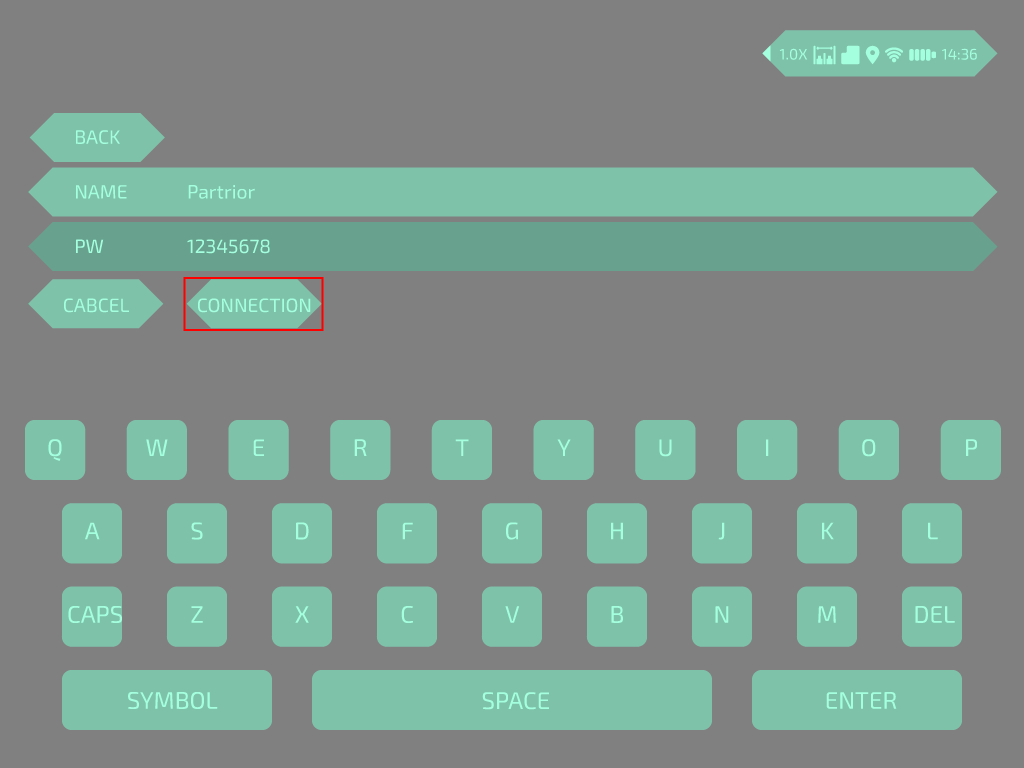 1.0X 14:36
BACK
NAME Partrior
PW 12345678
CABCEL CONNECTION
Q W E R T Y U I O P
A S D F G H J K L
CAPS Z X C V B N M DEL
SYMBOL SPACE ENTER